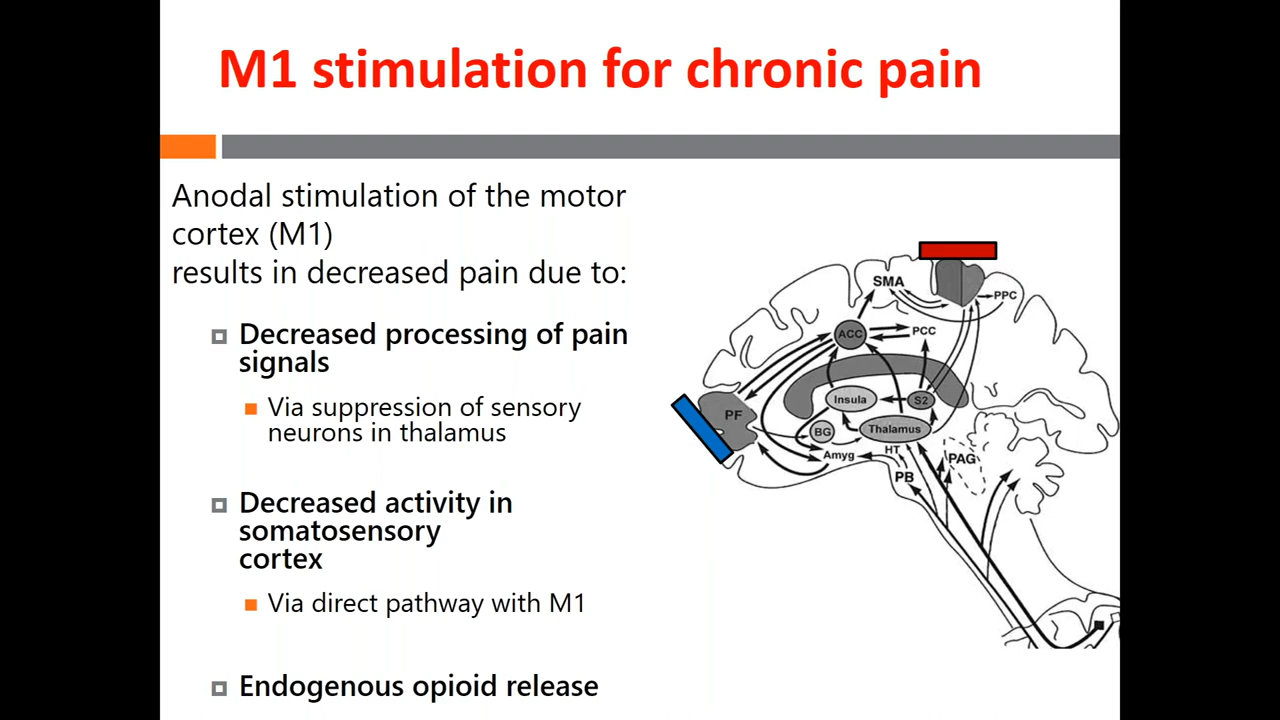 M1 stimulation for chronic pain
Anodal stimulation of the motor
cortex (M1)
results in decreased pain due to:
Decreased processing of pain
signals
Via suppression of sensory
neurons in thalamus
Decreased activity in
somatosensory
cortex
Via direct pathway with M1
Endogenous opioid release
SMA
PPC
ACC
PCC
Insula
S2
PF
BG
Thalamus
Amyg
HT
PAG
PB